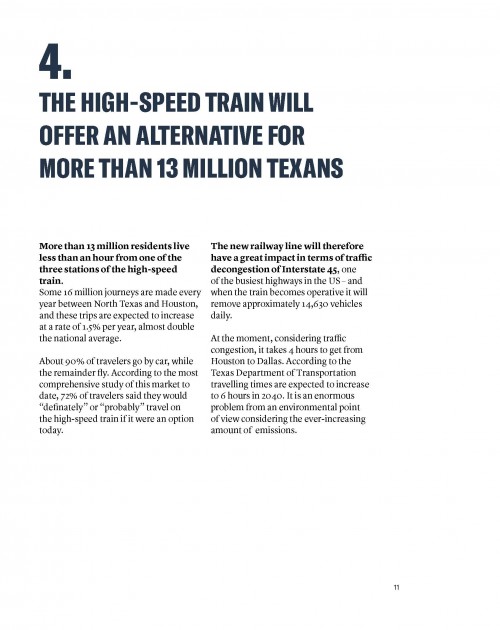 4.
THE HIGH-SPEED TRAIN WILL
OFFER AN ALTERNATIVE FOR
MORE THAN 13 MILLION TEXANS
More than 13 million residents live
less than an hour from one of the
three stations of the high-speed
train.
Some 16 million journeys are made every
year between North Texas and Houston,
and these trips are expected to increase
at a rate of 1.5% per year, almost double
the national average.
About 90% of travelers go by car, while
the remainder fly. According to the most
comprehensive study of this market to
date, 72% of travelers said they would
“definately” or “probably” travel on
the high-speed train if it were an option
today.
The new railway line will therefore
have a great impact in terms of traffic
decongestion of Interstate 45, one
of the busiest highways in the US – and
when the train becomes operative it will
remove approximately 14,630 vehicles
daily.
At the moment, considering traffic
congestion, it takes 4 hours to get from
Houston to Dallas. According to the
Texas Department of Transportation
travelling times are expected to increase
to 6 hours in 2040. It is an enormous
problem from an environmental point
of view considering the ever-increasing
amount of emissions.
11